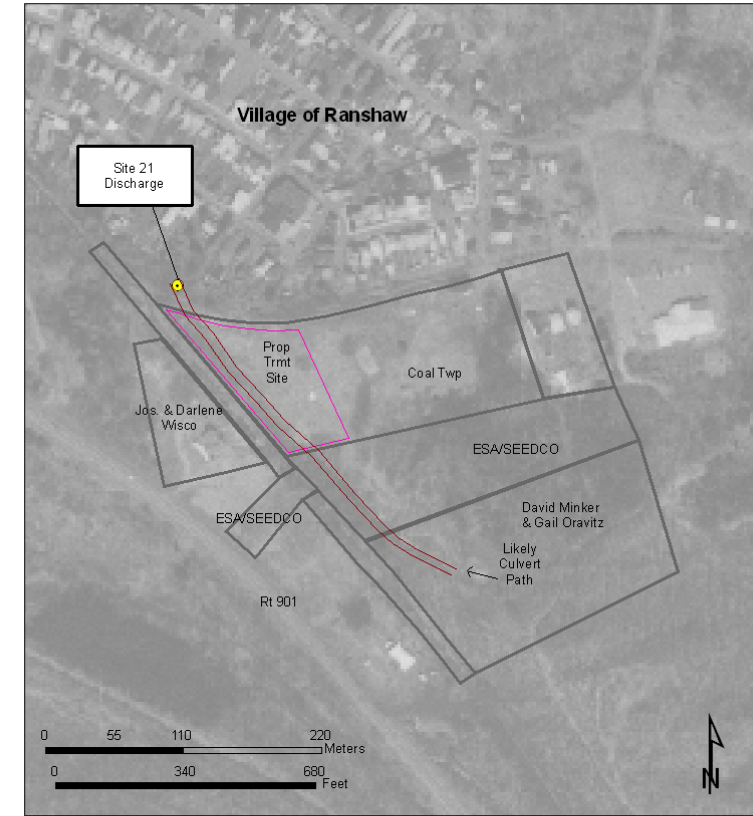 Village of Ranshaw
Site 21
Discharge
Prop
Trmt
Site
Coal Twp
Jos. & Darlene
Wisco
ESA/SEEDCO
ESA/SEEDCO
David Minker
& Gail Oravitz
Likely
Culvert
Path
Rt 901
0 55 110 220
Meters
0 340 680
Feet
N